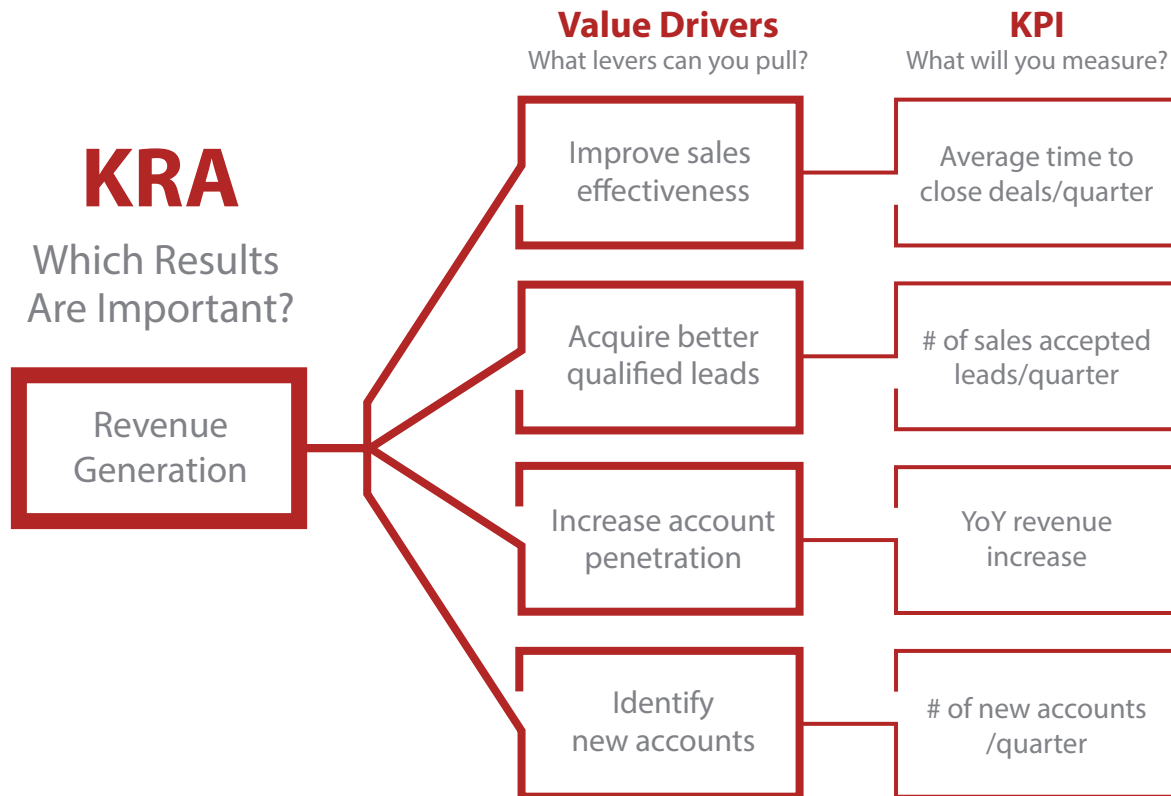 Value Drivers
What levers can you pull?
KPI
What will you measure?
KRA
Which Results
Are Important?
Revenue
Generation
Improve sales
effectiveness
Average time to
close deals/quarter
Acquire better
qualified leads
# of sales accepted
leads/quarter
Increase account
penetration
YoY revenue
increase
Identify
new accounts
# of new accounts
/quarter